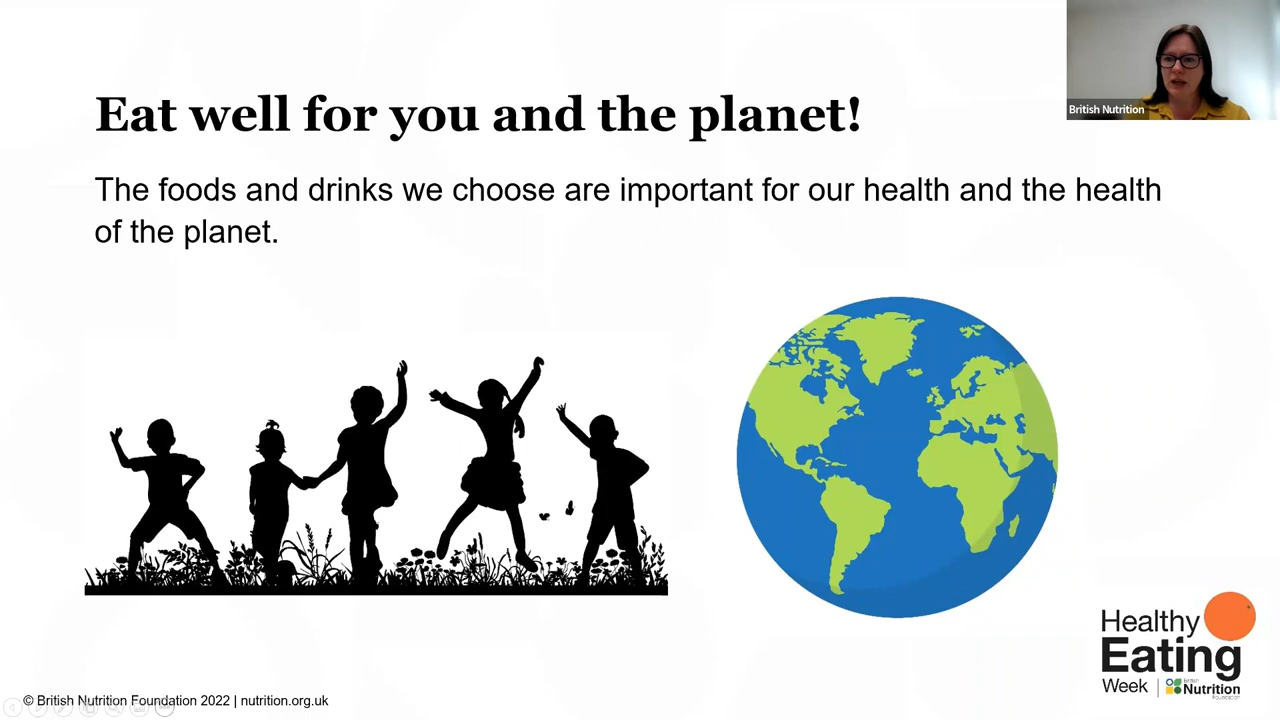 British Nutrition
Eat well for you and the planet!
The foods and drinks we choose are important for our health and the health
of the planet.
Healthy
Eating
Week
British
Nutrition
Foundation
© British Nutrition Foundation 2022 | nutrition.org.uk